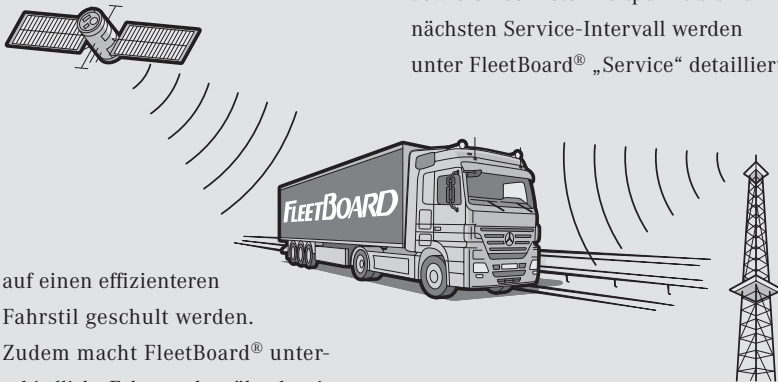 nächsten Service-Intervall werden
unter FleetBoard® „Service“ detailliert
FLEETBOARD
auf einen effizienteren
Fahrstil geschult werden.
Zudem macht FleetBoard® unter-